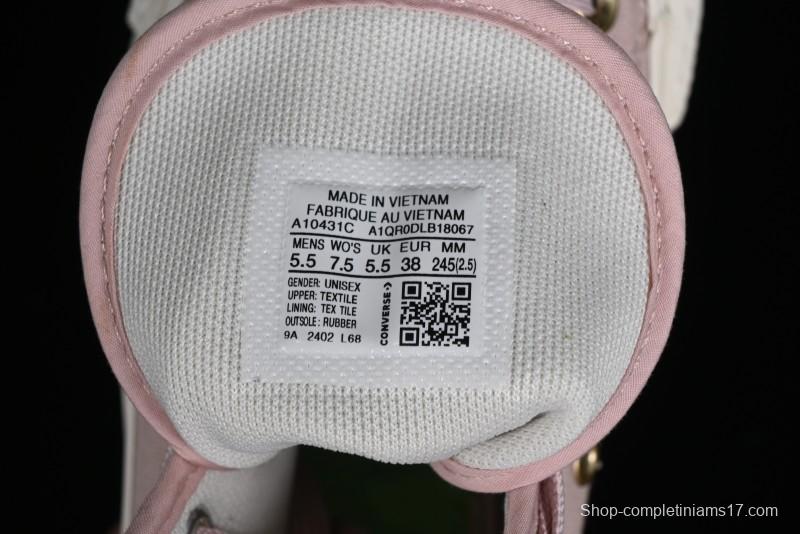 MADE IN VIETNAM
FABRIQUE AU VIETNAM
A10431C A1QR0DLB18067
MENS WO'S UK EUR MM
5.5 7.5 5.5 38 245(2.5)
GENDER: UNISEX
UPPER: TEXTILE
LINING: TEX TILE
OUTSOLE: RUBBER
9A 2402 L68
CONVERSE
Shop-completiniams17.com